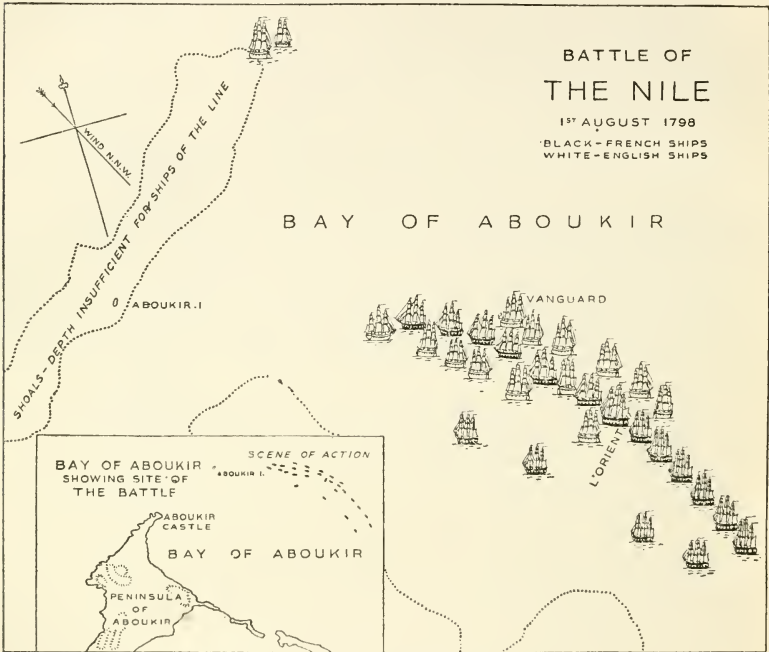 BATTLE OF
THE NILE
1ST AUGUST 1798
BLACK-FRENCH SHIPS
WHITE-ENGLISH SHIPS
WIND N.N.W.
SHOALS-DEPTH INSUFFICIENT FOR SHIPS OF THE LINE
BAY OF ABOUKIR
ABOUKIR.I
VANGUARD
L'ORIENT
BAY OF ABOUKIR
SHOWING SITE OF
THE BATTLE
SCENE OF ACTION
ABOUKIR I.
ABOUKIR
CASTLE
BAY OF ABOUKIR
PENINSULA
OF
ABOUKIR